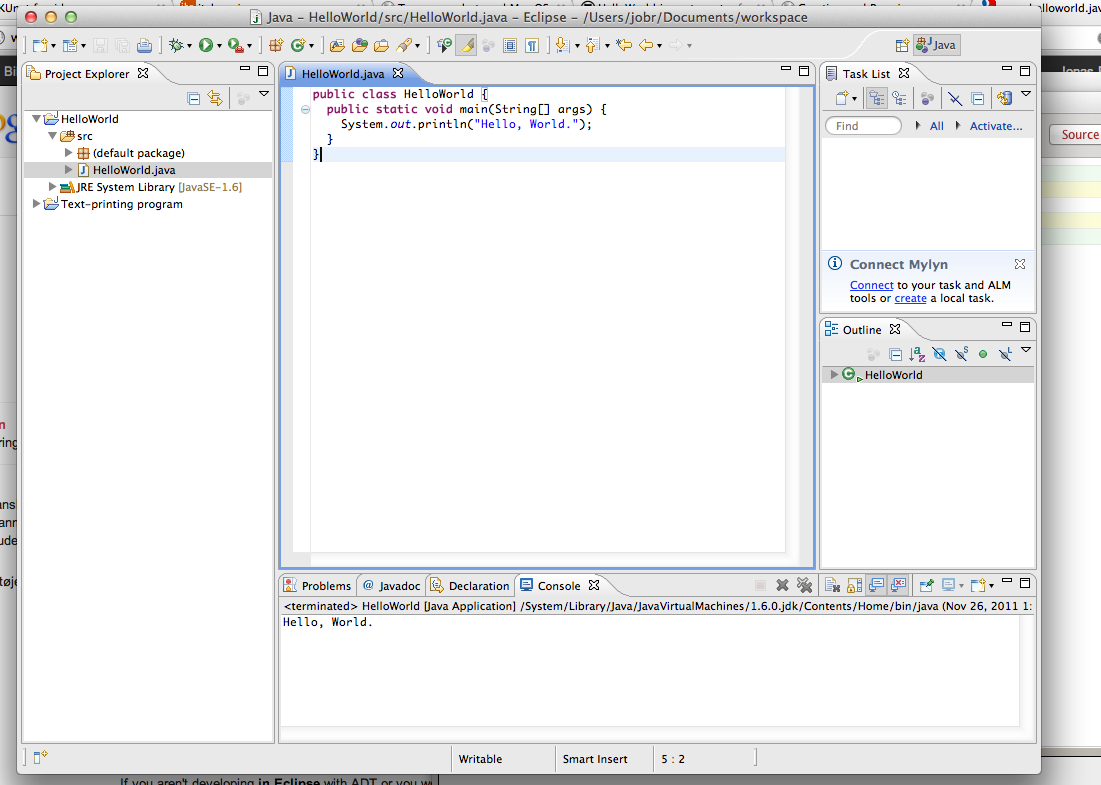 Java – HelloWorld/src/HelloWorld.java – Eclipse – /Users/jobr/Documents/workspace
helloworld.jav
Java
Project Explorer
HelloWorld
src
(default package)
HelloWorld.java
JRE System Library [JavaSE-1.6]
Text-printing program
HelloWorld.java
public class HelloWorld {
public static void main(String[] args) {
System.out.println("Hello, World.");
}
}
Task List
Find
All
Activate...
Connect Mylyn
Connect to your task and ALM
tools or create a local task.
Outline
HelloWorld
Source
Problems
Javadoc
Declaration
Console
<terminated> HelloWorld [Java Application] /System/Library/Java/JavaVirtualMachines/1.6.0.jdk/Contents/Home/bin/java (Nov 26, 2011 1:
Hello, World.
Writable
Smart Insert
5 : 2
If you aren't developing in Eclipse with ADT or you w